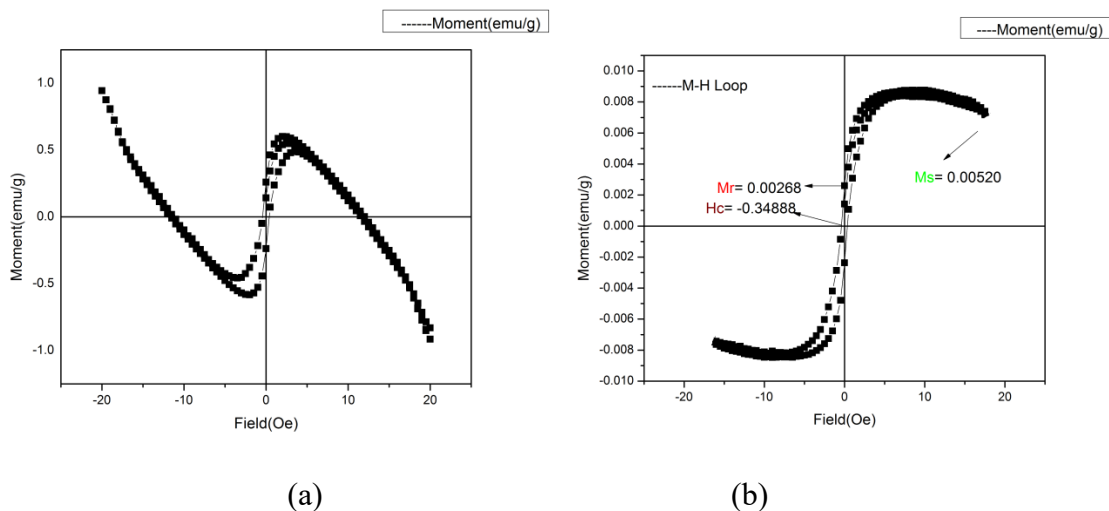 ------Moment(emu/g)
1.0
0.5
0.0
-0.5
-1.0
Moment(emu/g)
-20
-10
0
10
20
Field(Oe)
(a)
----Moment(emu/g)
------M-H Loop
0.010
0.008
0.006
0.004
0.002
0.000
-0.002
-0.004
-0.006
-0.008
-0.010
Moment(emu/g)
Mr= 0.00268
Hc= -0.34888
Ms= 0.00520
-20
-10
0
10
20
Field(Oe)
(b)